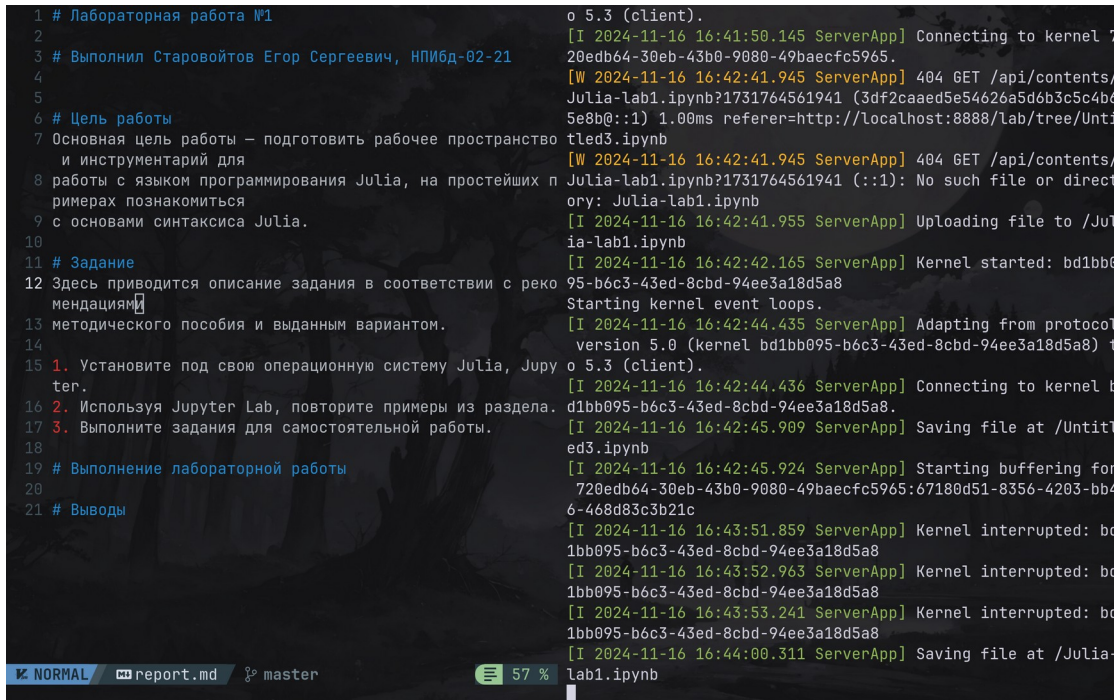 1 # Лабораторная работа №1
2
3 # Выполнил Старовойтов Егор Сергеевич, НПИбд-02-21
4
5
6 # Цель работы
7 Основная цель работы — подготовить рабочее пространство
и инструментарий для
8 работы с языком программирования Julia, на простейших п
римерах познакомиться
9 с основами синтаксиса Julia.
10
11 # Задание
12 Здесь приводится описание задания в соответствии с реко
мендациями
13 методического пособия и выданным вариантом.
14
15 1. Установите под свою операционную систему Julia, Jupy
ter.
16 2. Используя Jupyter Lab, повторите примеры из раздела.
17 3. Выполните задания для самостоятельной работы.
18
19 # Выполнение лабораторной работы
20
21 # Выводы
NORMAL report.md master 57 %
o 5.3 (client).
[I 2024-11-16 16:41:50.145 ServerApp] Connecting to kernel 7
20edb64-30eb-43b0-9080-49baecfc5965.
[W 2024-11-16 16:42:41.945 ServerApp] 404 GET /api/contents/
Julia-lab1.ipynb?1731764561941 (3df2caaed5e54626a5d6b3c5c4b6
5e8b@::1) 1.00ms referer=http://localhost:8888/lab/tree/Unti
tled3.ipynb
[W 2024-11-16 16:42:41.945 ServerApp] 404 GET /api/contents/
Julia-lab1.ipynb?1731764561941 (::1): No such file or direct
ory: Julia-lab1.ipynb
[I 2024-11-16 16:42:41.955 ServerApp] Uploading file to /Jul
ia-lab1.ipynb
[I 2024-11-16 16:42:42.165 ServerApp] Kernel started: bd1bb0
95-b6c3-43ed-8cbd-94ee3a18d5a8
Starting kernel event loops.
[I 2024-11-16 16:42:44.435 ServerApp] Adapting from protocol
version 5.0 (kernel bd1bb095-b6c3-43ed-8cbd-94ee3a18d5a8) t
o 5.3 (client).
[I 2024-11-16 16:42:44.436 ServerApp] Connecting to kernel b
d1bb095-b6c3-43ed-8cbd-94ee3a18d5a8.
[I 2024-11-16 16:42:45.909 ServerApp] Saving file at /Untitl
ed3.ipynb
[I 2024-11-16 16:42:45.924 ServerApp] Starting buffering for
720edb64-30eb-43b0-9080-49baecfc5965:67180d51-8356-4203-bb4
6-468d83c3b21c
[I 2024-11-16 16:43:51.859 ServerApp] Kernel interrupted: bd
1bb095-b6c3-43ed-8cbd-94ee3a18d5a8
[I 2024-11-16 16:43:52.963 ServerApp] Kernel interrupted: bd
1bb095-b6c3-43ed-8cbd-94ee3a18d5a8
[I 2024-11-16 16:43:53.241 ServerApp] Kernel interrupted: bd
1bb095-b6c3-43ed-8cbd-94ee3a18d5a8
[I 2024-11-16 16:44:00.311 ServerApp] Saving file at /Julia-
lab1.ipynb